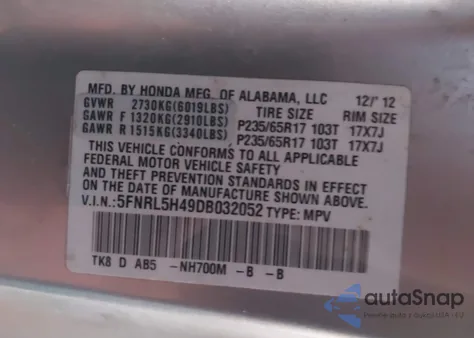 MFD. BY HONDA MFG. OF ALABAMA, LLC 12/' 12
GVWR 2730KG(6019LBS) TIRE SIZE RIM SIZE
GAWR F 1320KG(2910LBS) P235/65R17 103T 17X7J
GAWR R 1515KG(3340LBS) P235/65R17 103T 17X7J
THIS VEHICLE CONFORMS TO ALL APPLICABLE
FEDERAL MOTOR VEHICLE SAFETY
AND THEFT PREVENTION STANDARDS IN EFFECT
ON THE DATE OF MANUFACTURE SHOWN ABOVE.
V.I.N.:5FNRL5H49DB032052 TYPE: MPV
TK8 D AB5 -NH700M -B -B
autaSnap